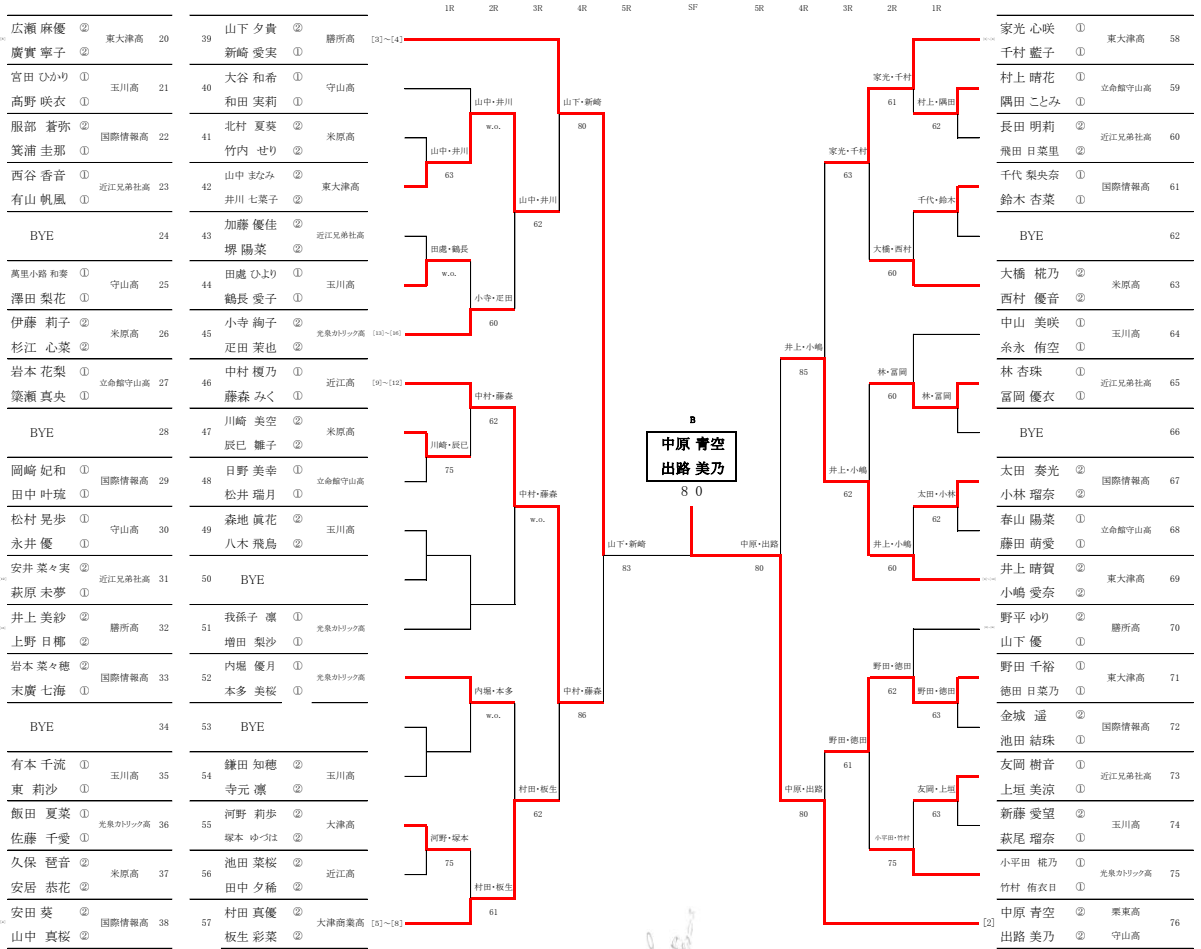 1R 2R 3R 4R 5R SF 5R 4R 3R 2R 1R
広瀬 麻優 ② 東大津高 20
廣實 寧子 ②
宮田 ひかり ① 玉川高 21
高野 咲衣 ①
服部 蒼弥 ② 国際情報高 22
箕浦 圭那 ①
西谷 香音 ① 近江兄弟社高 23
有山 帆風 ①
BYE 24
萬里小路 和奏 ① 守山高 25
澤田 梨花 ①
伊藤 莉子 ② 米原高 26
杉江 心菜 ②
岩本 花梨 ① 立命館守山高 27
簗瀬 真央 ①
BYE 28
岡﨑 妃和 ① 国際情報高 29
田中 叶琉 ①
松村 晃歩 ① 守山高 30
永井 優 ①
安井 菜々実 ② 近江兄弟社高 31
萩原 未夢 ①
井上 美紗 ② 膳所高 32
上野 日椰 ②
岩本 菜々穂 ② 国際情報高 33
末廣 七海 ①
BYE 34
有本 千流 ① 玉川高 35
東 莉沙 ①
飯田 夏菜 ① 光泉カトリック高 36
佐藤 千愛 ①
久保 琶音 ② 米原高 37
安居 恭花 ②
安田 葵 ② 国際情報高 38
山中 真桜 ②
39 山下 夕貴 ② 膳所高 [3]~[4]
新崎 愛実 ①
40 大谷 和希 ① 守山高
和田 実莉 ①
41 北村 夏葵 ② 米原高
竹内 せり ②
42 山中 まなみ ② 東大津高
井川 七菜子 ②
43 加藤 優佳 ② 近江兄弟社高
堺 陽菜 ②
44 田處 ひより ① 玉川高
鶴長 愛子 ①
45 小寺 絢子 ② 光泉カトリック高 [13]~[16]
疋田 茉也 ②
46 中村 榎乃 ① 近江高 [9]~[12]
藤森 みく ①
47 川崎 美空 ② 米原高
辰巳 雛子 ②
48 日野 美幸 ① 立命館守山高
松井 瑞月 ①
49 森地 眞花 ② 玉川高
八木 飛鳥 ②
50 BYE
51 我孫子 凛 ① 光泉カトリック高
増田 梨沙 ①
52 内堀 優月 ① 光泉カトリック高
本多 美桜 ①
53 BYE
54 鎌田 知穂 ② 玉川高
寺元 凛 ②
55 河野 莉歩 ② 大津高
塚本 ゆづは ②
56 池田 菜桜 ② 近江高
田中 夕稀 ②
57 村田 真優 ② 大津商業高 [5]~[8]
板生 彩菜 ②
山中・井川
63
田處・鶴長
w.o.
川崎・辰巳
75
河野・塚本
75
山中・井川
w.o.
小寺・疋田
60
中村・藤森
62
内堀・本多
w.o.
村田・板生
61
山中・井川
62
中村・藤森
w.o.
村田・板生
62
山下・新崎
80
中村・藤森
86
山下・新崎
83
B
中原 青空
出路 美乃
8 0
中原・出路
80
井上・小嶋
85
中原・出路
80
家光・千村
63
井上・小嶋
62
野田・徳田
61
家光・千村
61
大橋・西村
60
林・冨岡
60
井上・小嶋
60
野田・徳田
62
小平田・竹村
75
村上・隅田
62
千代・鈴木
林・冨岡
太田・小林
62
野田・徳田
63
友岡・上垣
63
家光 心咲 ① 東大津高 58
千村 藍子 ①
村上 晴花 ① 立命館守山高 59
隅田 ことみ ①
長田 明莉 ② 近江兄弟社高 60
飛田 日菜里 ②
千代 梨央奈 ① 国際情報高 61
鈴木 杏菜 ①
BYE 62
大橋 椛乃 ② 米原高 63
西村 優音 ②
中山 美咲 ① 玉川高 64
糸永 侑空 ①
林 杏珠 ① 近江兄弟社高 65
冨岡 優衣 ①
BYE 66
太田 奏光 ② 国際情報高 67
小林 瑠奈 ②
春山 陽菜 ① 立命館守山高 68
藤田 萌愛 ①
井上 晴賀 ② 東大津高 69
小嶋 愛奈 ②
野平 ゆり ② 膳所高 70
山下 優 ①
野田 千裕 ① 東大津高 71
徳田 日菜乃 ①
金城 遥 ② 国際情報高 72
池田 結珠 ①
友岡 樹音 ① 近江兄弟社高 73
上垣 美涼 ①
新藤 愛望 ② 玉川高 74
萩尾 瑠奈 ①
小平田 椛乃 ① 光泉カトリック高 75
竹村 侑衣日 ①
[2] 中原 青空 ② 栗東高 76
出路 美乃 ② 守山高